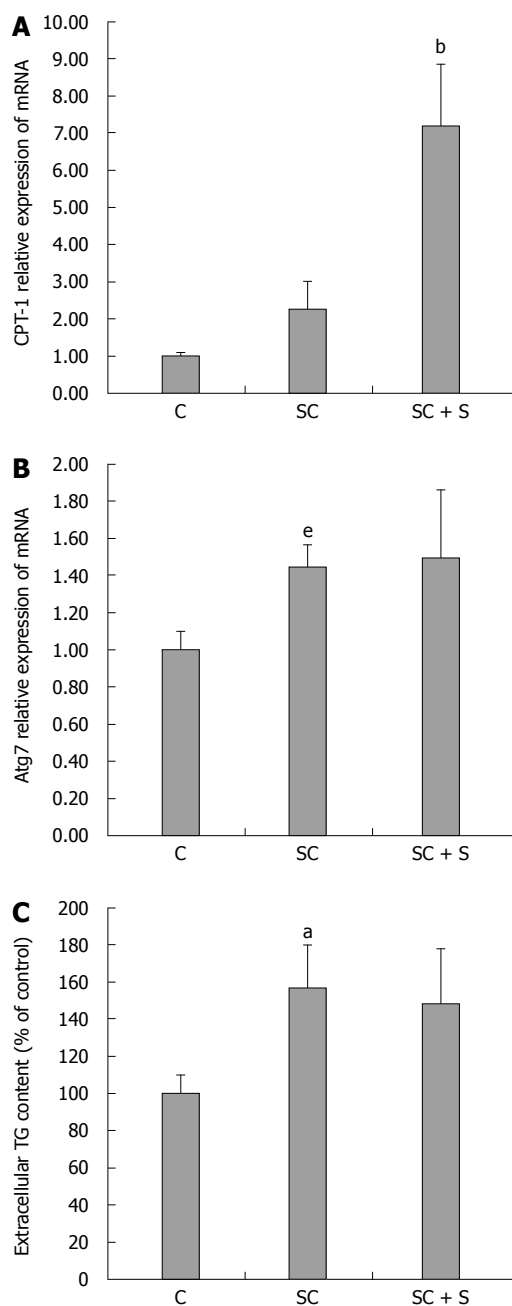 A
CPT-1 relative expression of mRNA
10.00
9.00
8.00
7.00
6.00
5.00
4.00
3.00
2.00
1.00
0.00
b
C SC SC + S
B
Atg7 relative expression of mRNA
2.00
1.80
1.60
1.40
1.20
1.00
0.80
0.60
0.40
0.20
0.00
e
C SC SC + S
C
Extracellular TG content (% of control)
200
180
160
140
120
100
80
60
40
20
0
a
C SC SC + S